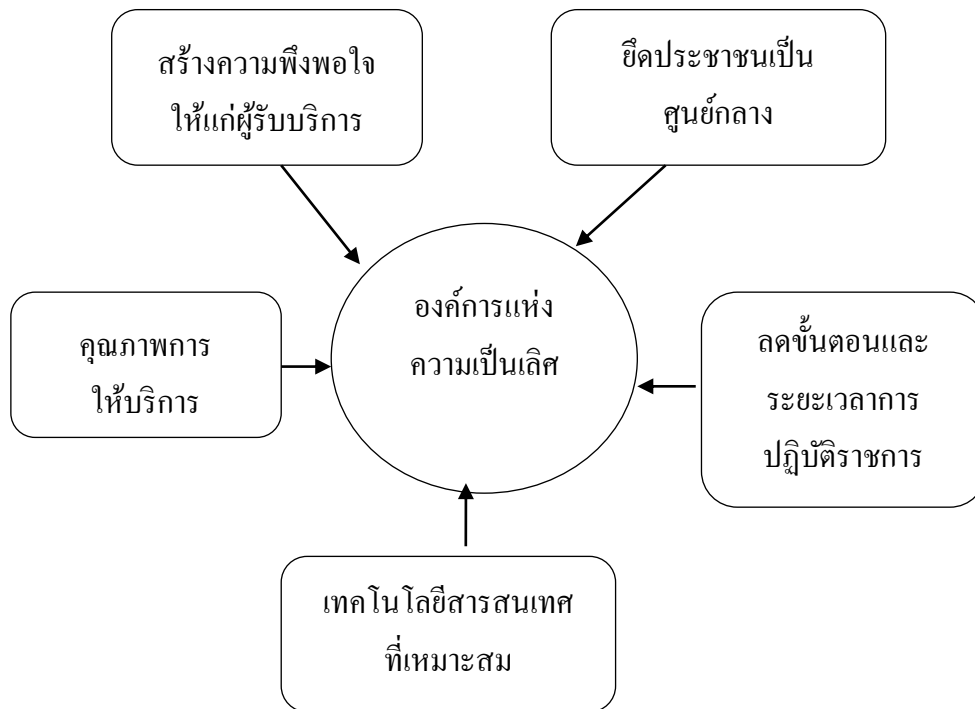 สร้างความพึงพอใจ
ให้แก่ผู้รับบริการ
ยึดประชาชนเป็น
ศูนย์กลาง
องค์การแห่ง
ความเป็นเลิศ
คุณภาพการ
ให้บริการ
ลดขั้นตอนและ
ระยะเวลาการ
ปฏิบัติราชการ
เทคโนโลยีสารสนเทศ
ที่เหมาะสม